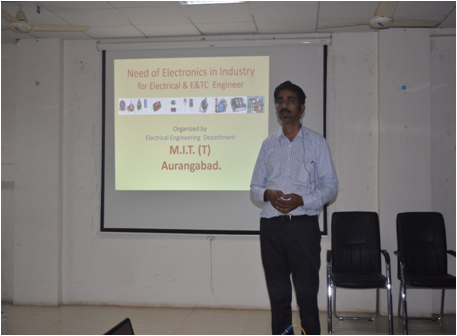 Need of Electronics in Industry
for Electrical & E&TC Engineer
Organized by
Electrical Engineering Department
M.I.T. (T)
Aurangabad.